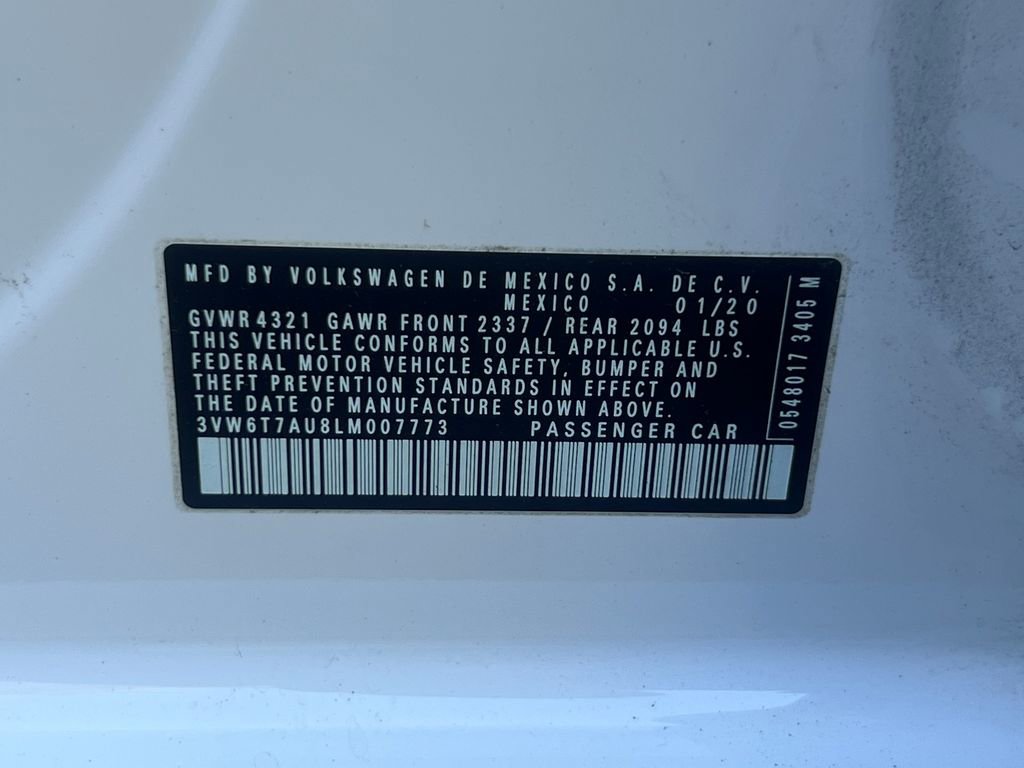 MFD BY VOLKSWAGEN DE MEXICO S.A. DE C.V.
MEXICO 01/20
GVWR 4321 GAWR FRONT 2337 / REAR 2094 LBS
THIS VEHICLE CONFORMS TO ALL APPLICABLE U.S.
FEDERAL MOTOR VEHICLE SAFETY, BUMPER AND
THEFT PREVENTION STANDARDS IN EFFECT ON
THE DATE OF MANUFACTURE SHOWN ABOVE.
3VW6T7AU8LM007773 PASSENGER CAR
0548017 3405 M